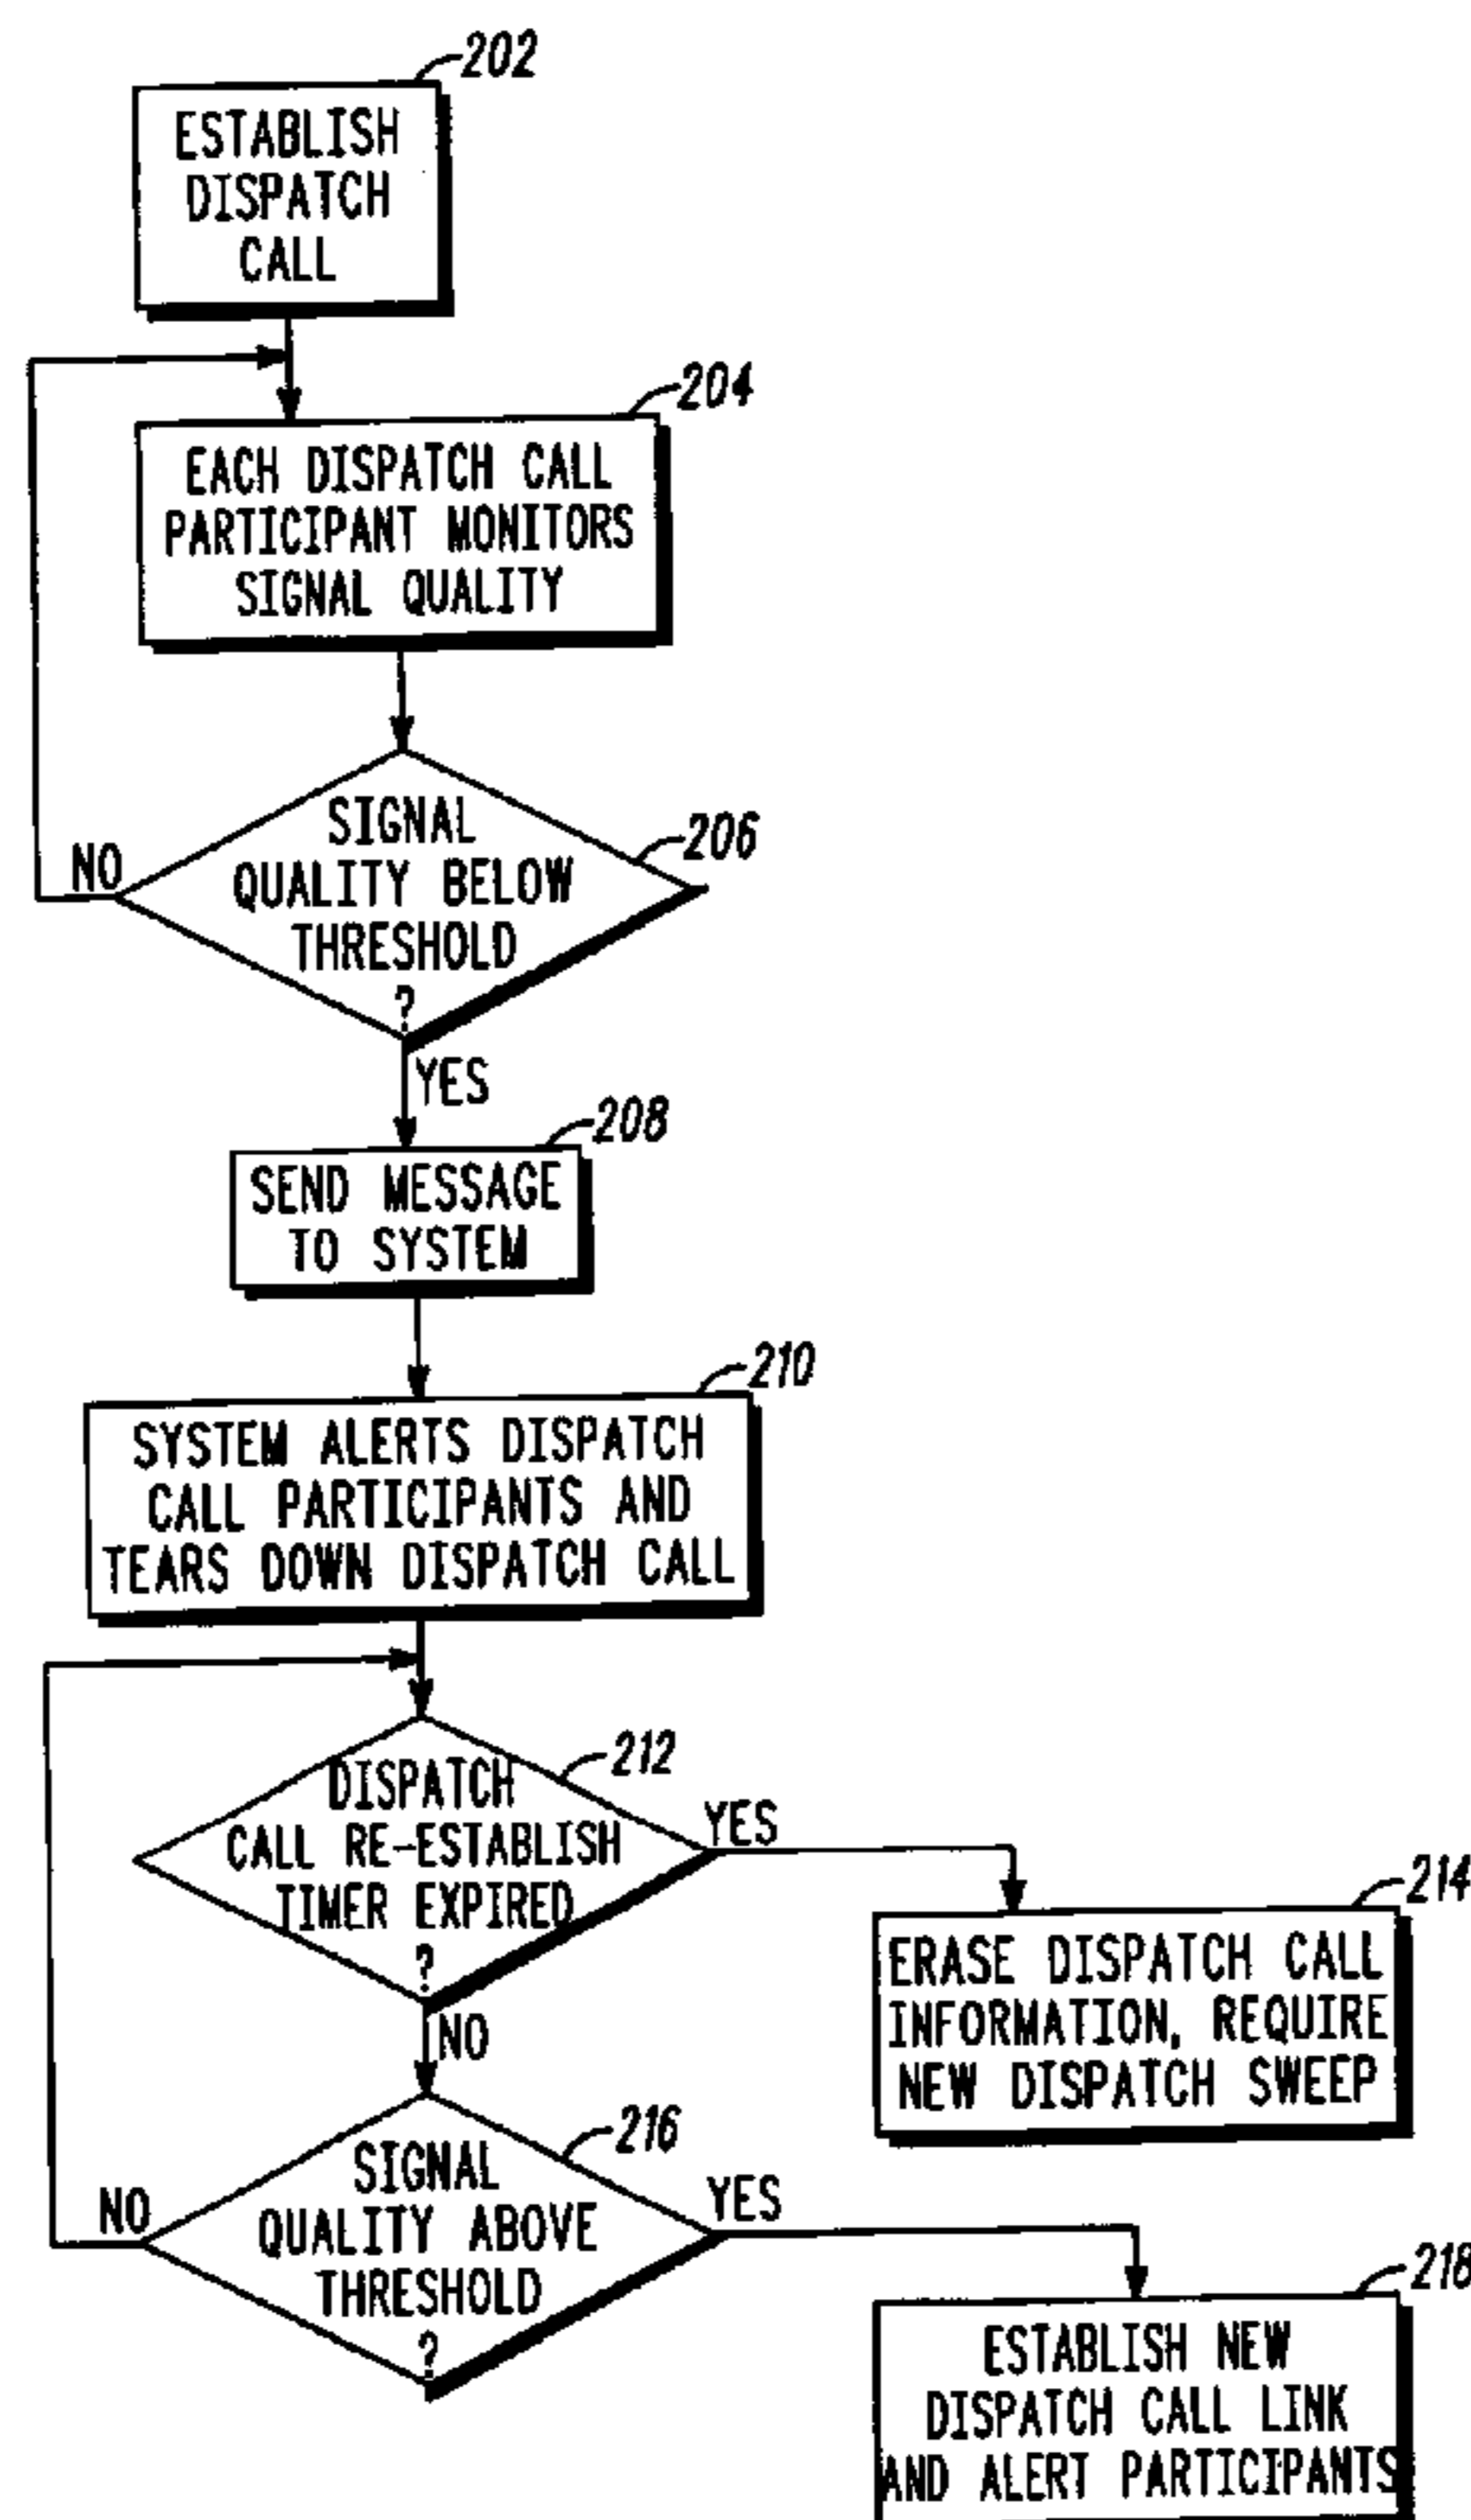 202
ESTABLISH
DISPATCH
CALL
204
EACH DISPATCH CALL
PARTICIPANT MONITORS
SIGNAL QUALITY
206
SIGNAL
QUALITY BELOW
THRESHOLD
?
NO
YES
208
SEND MESSAGE
TO SYSTEM
210
SYSTEM ALERTS DISPATCH
CALL PARTICIPANTS AND
TEARS DOWN DISPATCH CALL
212
DISPATCH
CALL RE-ESTABLISH
TIMER EXPIRED
?
YES
NO
214
ERASE DISPATCH CALL
INFORMATION, REQUIRE
NEW DISPATCH SWEEP
216
SIGNAL
QUALITY ABOVE
THRESHOLD
?
NO
YES
218
ESTABLISH NEW
DISPATCH CALL LINK
AND ALERT PARTICIPANTS